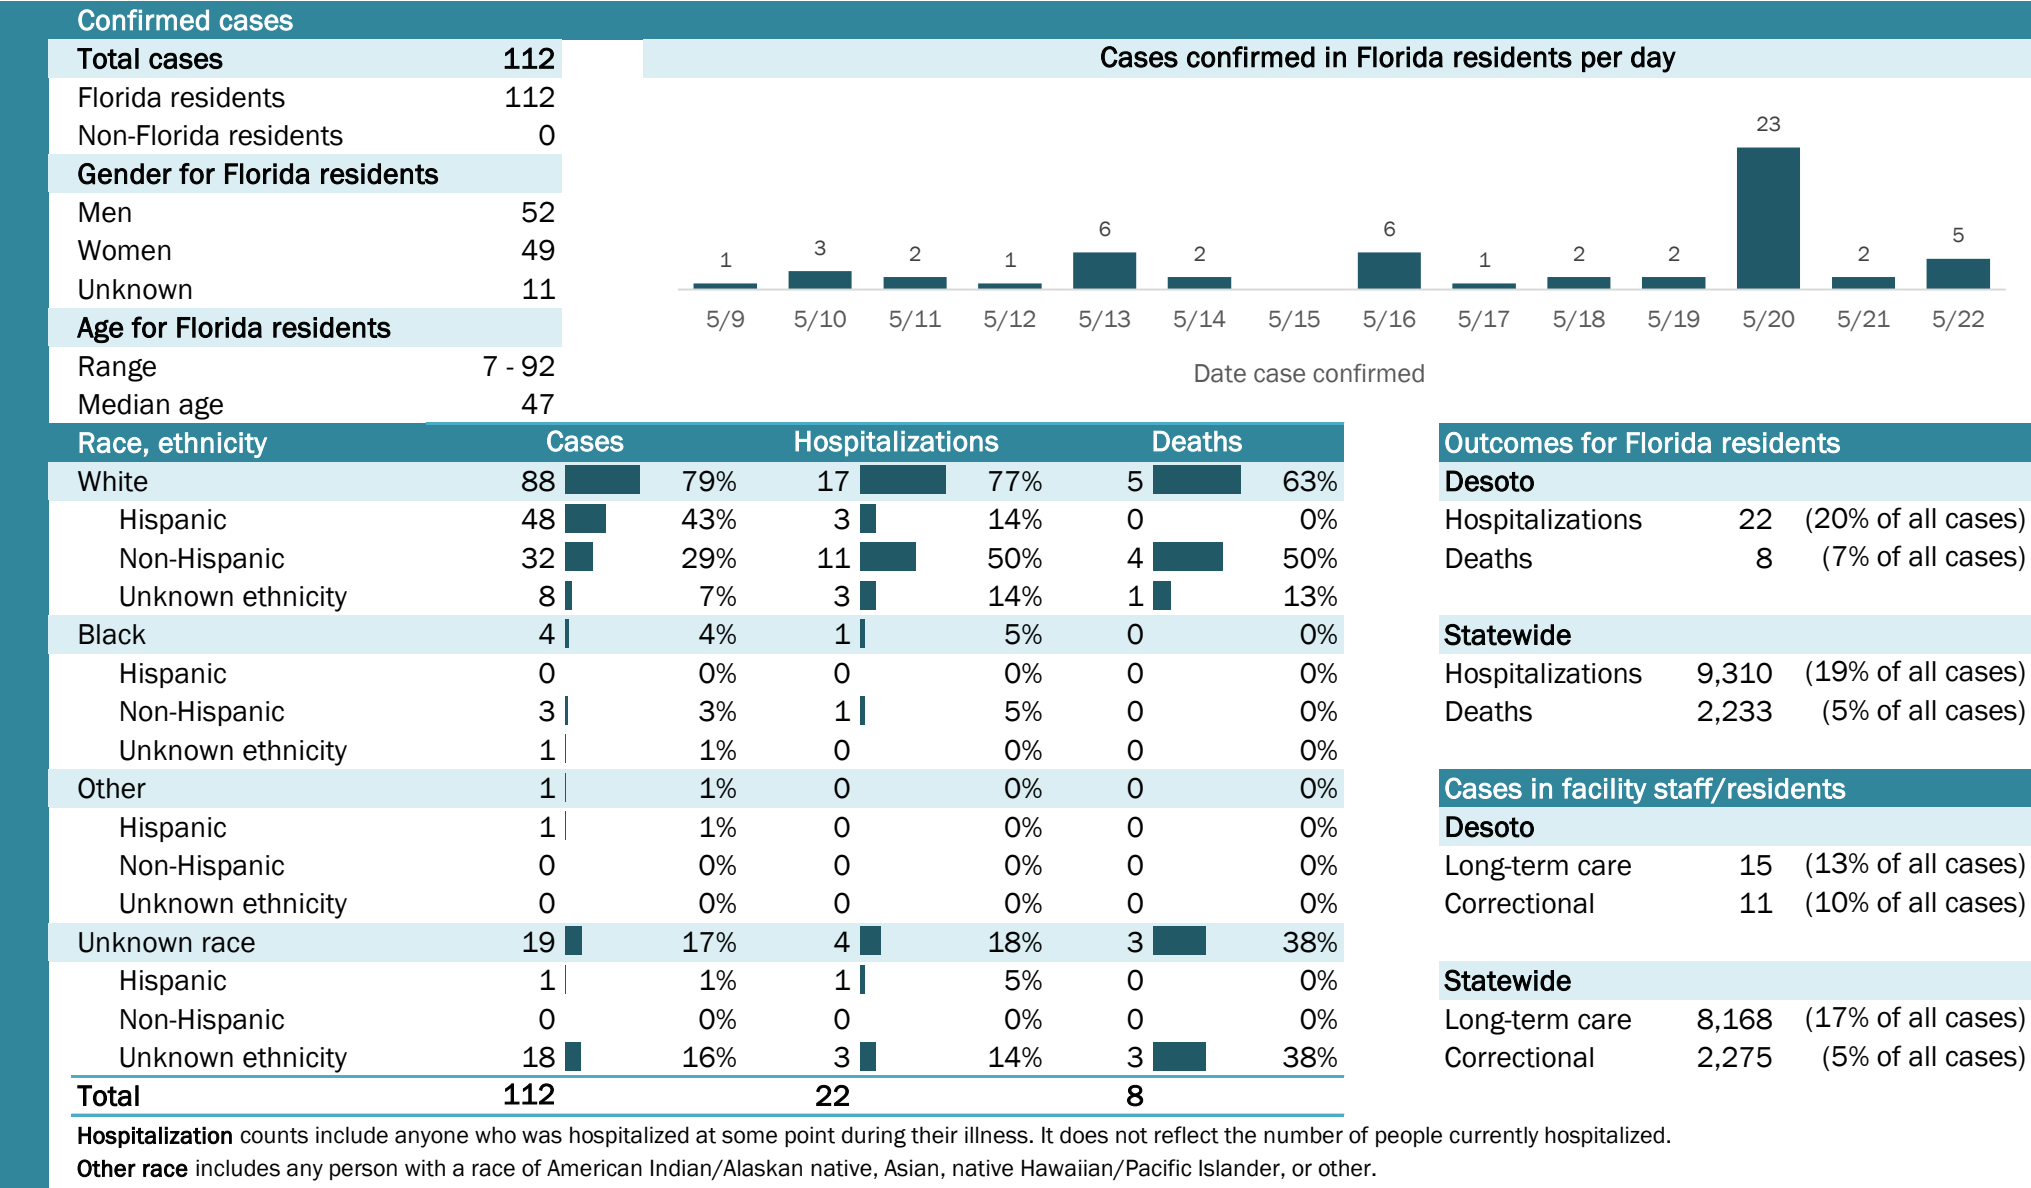 Confirmed cases
Total cases 112
Florida residents 112
Non-Florida residents 0
Gender for Florida residents
Men 52
Women 49
Unknown 11
Age for Florida residents
Range 7 - 92
Median age 47
Cases confirmed in Florida residents per day
1 3 2 1 6 2 6 1 2 2 23 2 5
5/9 5/10 5/11 5/12 5/13 5/14 5/15 5/16 5/17 5/18 5/19 5/20 5/21 5/22
Date case confirmed
Race, ethnicity Cases Hospitalizations Deaths
White 88 79% 17 77% 5 63%
Hispanic 48 43% 3 14% 0 0%
Non-Hispanic 32 29% 11 50% 4 50%
Unknown ethnicity 8 7% 3 14% 1 13%
Black 4 4% 1 5% 0 0%
Hispanic 0 0% 0 0% 0 0%
Non-Hispanic 3 3% 1 5% 0 0%
Unknown ethnicity 1 1% 0 0% 0 0%
Other 1 1% 0 0% 0 0%
Hispanic 1 1% 0 0% 0 0%
Non-Hispanic 0 0% 0 0% 0 0%
Unknown ethnicity 0 0% 0 0% 0 0%
Unknown race 19 17% 4 18% 3 38%
Hispanic 1 1% 1 5% 0 0%
Non-Hispanic 0 0% 0 0% 0 0%
Unknown ethnicity 18 16% 3 14% 3 38%
Total 112 22 8
Outcomes for Florida residents
Desoto
Hospitalizations 22 (20% of all cases)
Deaths 8 (7% of all cases)
Statewide
Hospitalizations 9,310 (19% of all cases)
Deaths 2,233 (5% of all cases)
Cases in facility staff/residents
Desoto
Long-term care 15 (13% of all cases)
Correctional 11 (10% of all cases)
Statewide
Long-term care 8,168 (17% of all cases)
Correctional 2,275 (5% of all cases)
Hospitalization counts include anyone who was hospitalized at some point during their illness. It does not reflect the number of people currently hospitalized.
Other race includes any person with a race of American Indian/Alaskan native, Asian, native Hawaiian/Pacific Islander, or other.